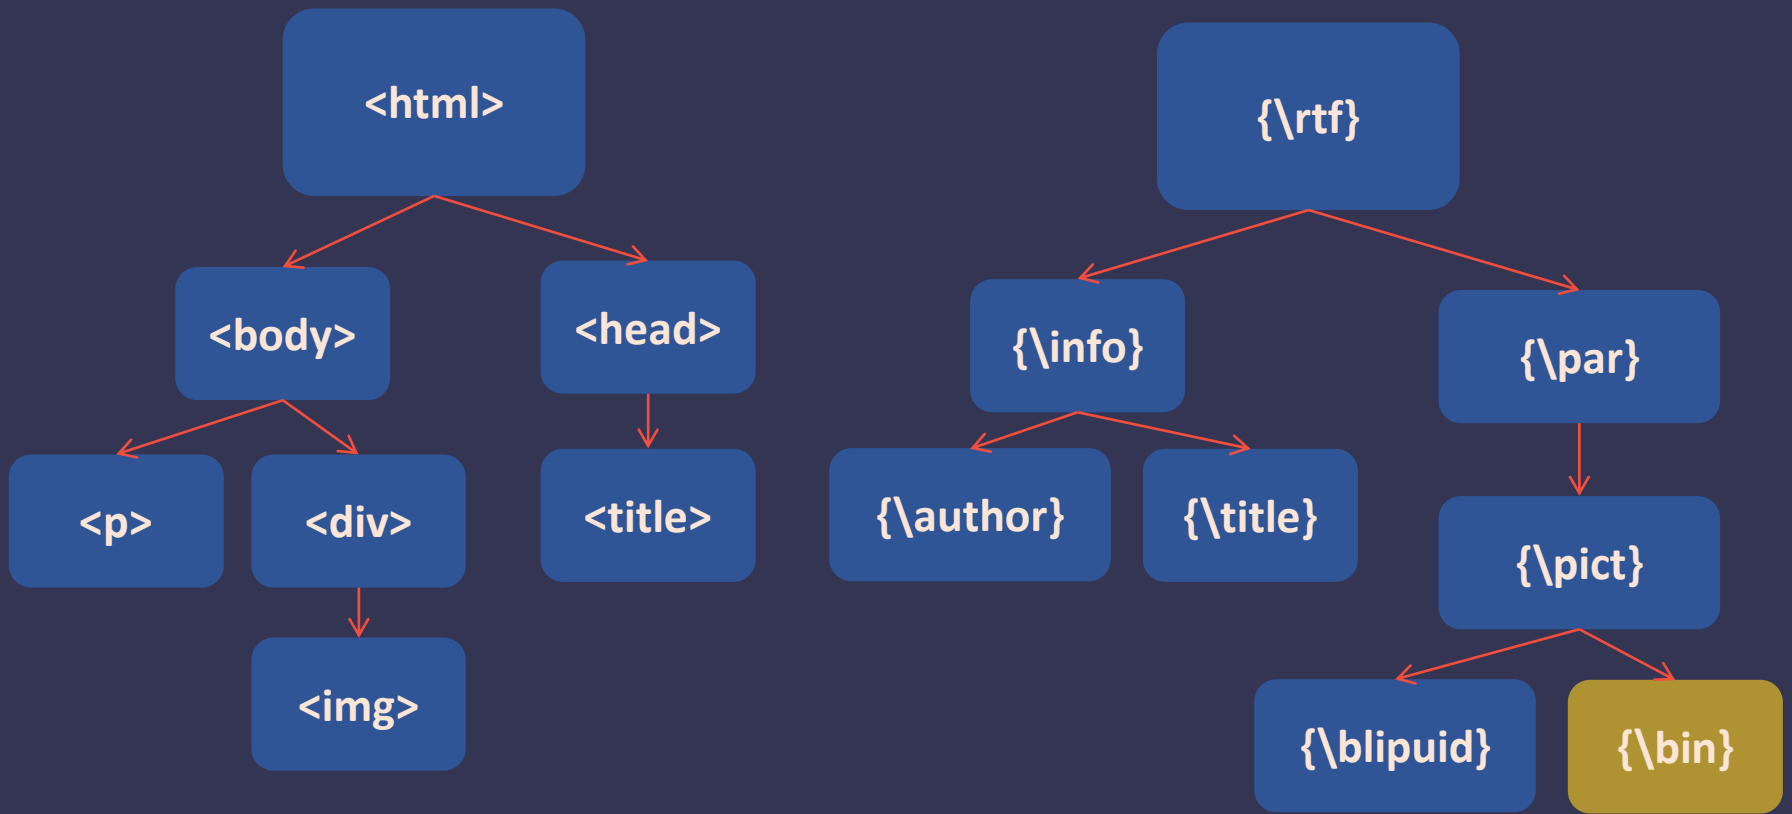 <html>
<body>
<head>
<p>
<div>
<title>
<img>
{\rtf}
{\info}
{\par}
{\author}
{\title}
{\pict}
{\blipuid}
{\bin}